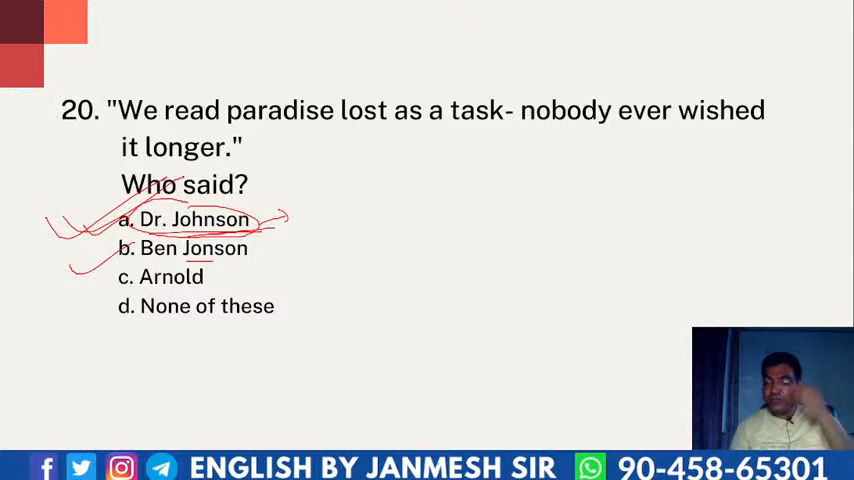 20. "We read paradise lost as a task- nobody ever wished
it longer."
Who said?
a. Dr. Johnson
b. Ben Jonson
c. Arnold
d. None of these
ENGLISH BY JANMESH SIR 90-458-65301